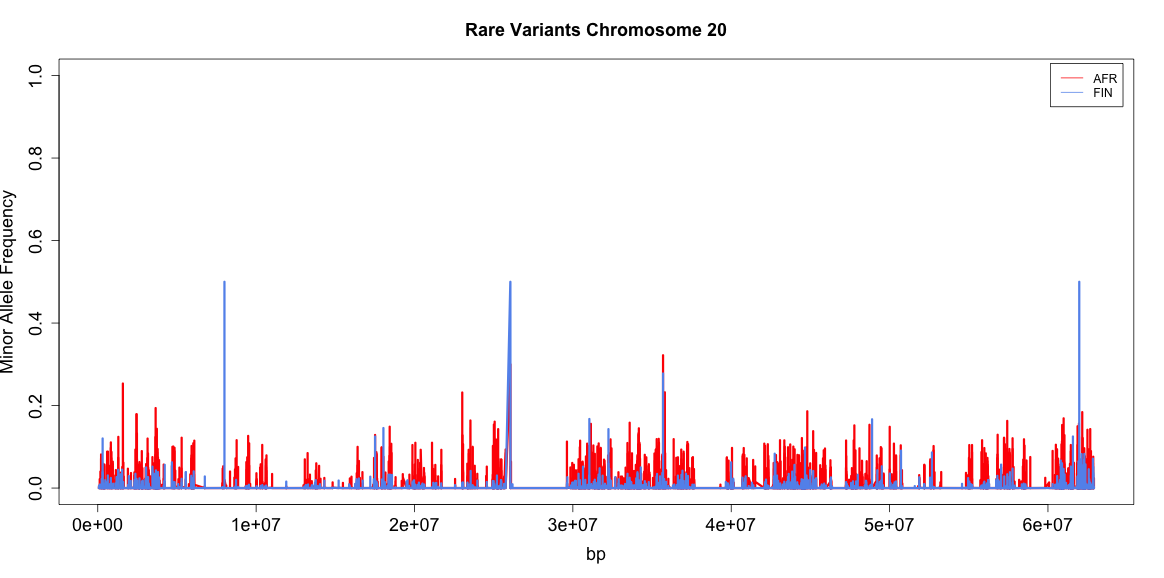 Rare Variants Chromosome 20
AFR
FIN
Minor Allele Frequency
1.0
0.8
0.6
0.4
0.2
0.0
0e+00 1e+07 2e+07 3e+07 4e+07 5e+07 6e+07
bp